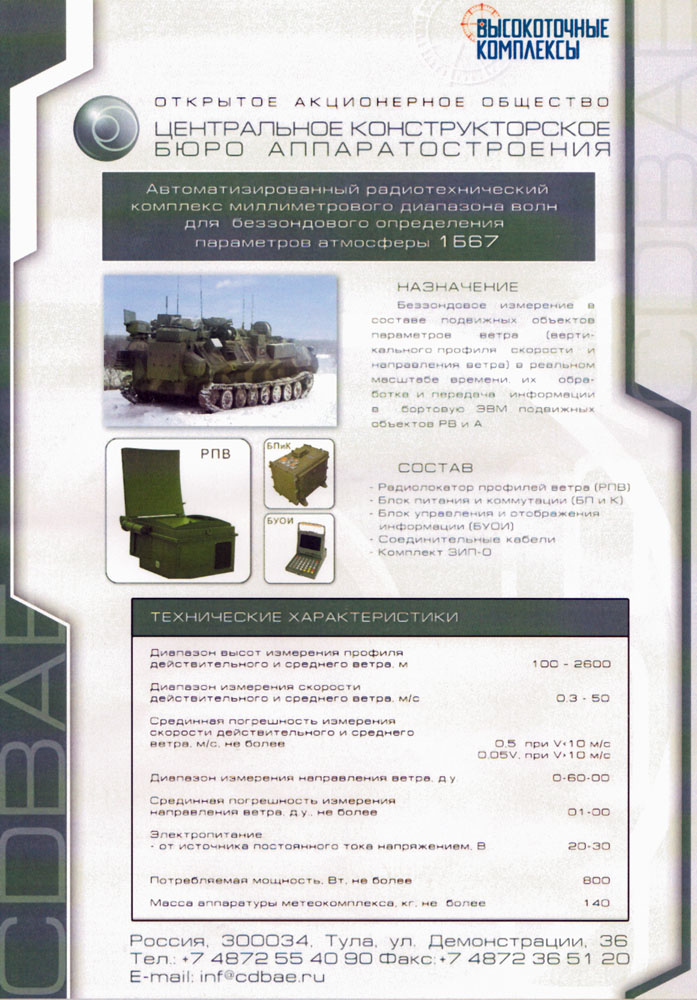 ВЫСОКОТОЧНЫЕ
КОМПЛЕКСЫ
ОТКРЫТОЕ АКЦИОНЕРНОЕ ОБЩЕСТВО
ЦЕНТРАЛЬНОЕ КОНСТРУКТОРСКОЕ
БЮРО АППАРАТОСТРОЕНИЯ
Автоматизированный радиотехнический
комплекс миллиметрового диапазона волн
для беззондового определения
параметров атмосферы 1Б67
НАЗНАЧЕНИЕ
Беззондовое измерение в
составе подвижных объектов
параметров ветра (верти-
кального профиля скорости и
направления ветра) в реальном
масштабе времени, их обра-
ботка и передача информации
в бортовую ЭВМ подвижных
объектов РВ и А.
РПВ
БПиК
БУОИ
СОСТАВ
- Радиолокатор профилей ветра (РПВ)
- Блок питания и коммутации (БП и К)
- Блок управления и отображения
информации (БУОИ)
- Соединительные кабели
- Комплект ЗИП-О
ТЕХНИЧЕСКИЕ ХАРАКТЕРИСТИКИ
Диапазон высот измерения профиля
действительного и среднего ветра, м 100 - 2600
Диапазон измерения скорости
действительного и среднего ветра, м/с 0,3 - 50
Срединная погрешность измерения
скорости действительного и среднего
ветра, м/с, не более 0,5 при V<10 м/с
0,05V, при V>10 м/с
Диапазон измерения направления ветра, д.у. 0-60-00
Срединная погрешность измерения
направления ветра, д.у., не более 01-00
Электропитание:
- от источника постоянного тока напряжением, В 20-30
Потребляемая мощность, Вт, не более 800
Масса аппаратуры метеокомплекса, кг, не более 140
Россия, 300034, Тула, ул. Демонстрации, 36
Тел.: +7 4872 55 40 90 Факс:+7 4872 36 51 20
E-mail: inf@cdbae.ru
CDBAE
CDBAE